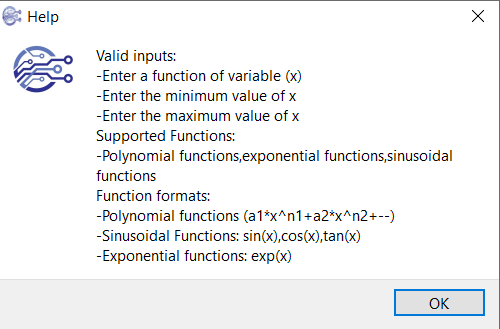 Help
Valid inputs:
-Enter a function of variable (x)
-Enter the minimum value of x
-Enter the maximum value of x
Supported Functions:
-Polynomial functions,exponential functions,sinusoidal
functions
Function formats:
-Polynomial functions (a1*x^n1+a2*x^n2+--)
-Sinusoidal Functions: sin(x),cos(x),tan(x)
-Exponential functions: exp(x)
OK